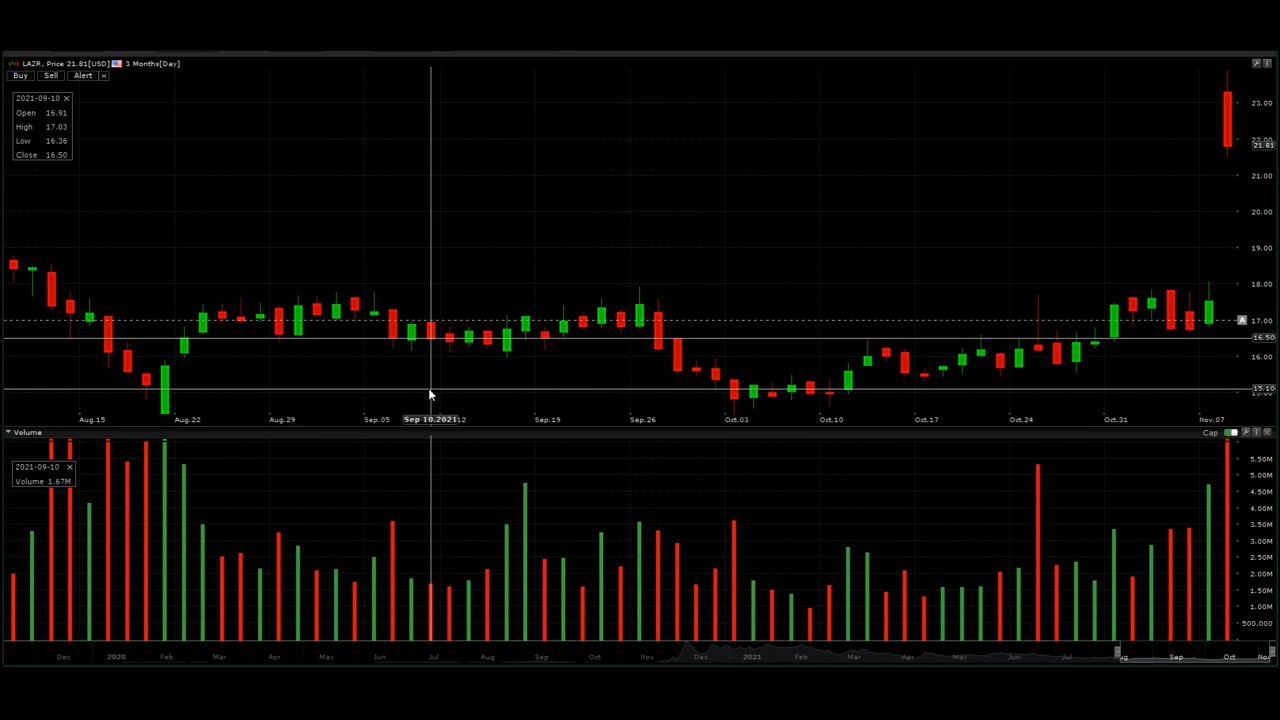 LAZR, Price 21.81[USD] 3 Months[Day]
Buy Sell Alert ×
2021-09-10 ×
Open 16.91
High 17.03
Low 16.36
Close 16.50
23.00
22.00
21.81
21.00
20.00
19.00
18.00
17.00
A
16.50
16.00
15.10
Aug.15 Aug.22 Aug.29 Sep.05 Sep 10.2021 12 Sep.19 Sep.26 Oct.03 Oct.10 Oct.17 Oct.24 Oct.31 Nov.07
Volume Cap
2021-09-10 ×
Volume 1.67M
5.50M
5.00M
4.50M
4.00M
3.50M
3.00M
2.50M
2.00M
1.50M
1.00M
500,000
Dec 2020 Feb Mar Apr May Jun Jul Aug Sep Oct Nov Dec 2021 Feb Mar Apr May Jun Jul ug Sep Oct No